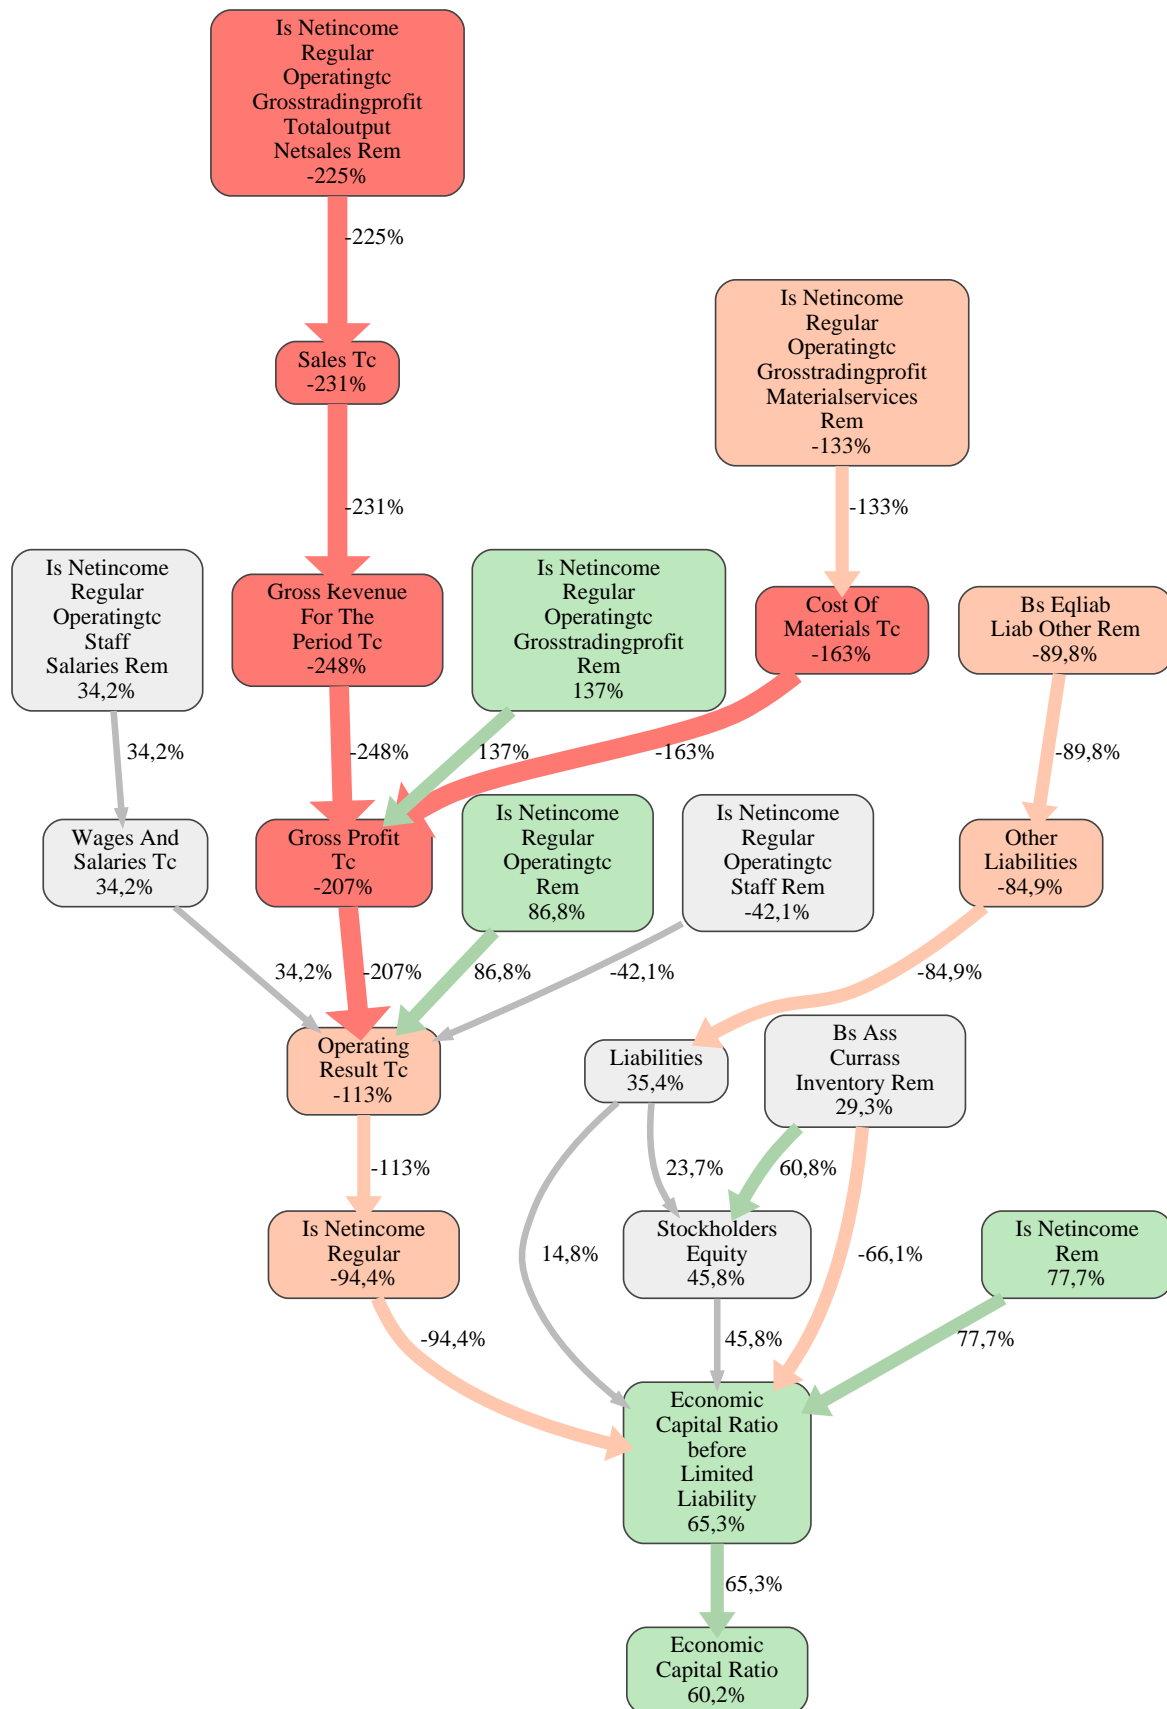 Is Netincome
Regular
Operatingtc
Grosstradingprofit
Totaloutput
Netsales Rem
-225%
-225%
Is Netincome
Regular
Operatingtc
Grosstradingprofit
Materialservices
Rem
-133%
Sales Tc
-231%
-231%
-133%
Is Netincome
Regular
Operatingtc
Staff
Salaries Rem
34,2%
Gross Revenue
For The
Period Tc
-248%
Is Netincome
Regular
Operatingtc
Grosstradingprofit
Rem
137%
Cost Of
Materials Tc
-163%
Bs Eqliab
Liab Other Rem
-89,8%
34,2%
-248%
137%
-163%
-89,8%
Wages And
Salaries Tc
34,2%
Gross Profit
Tc
-207%
Is Netincome
Regular
Operatingtc
Rem
86,8%
Is Netincome
Regular
Operatingtc
Staff Rem
-42,1%
Other
Liabilities
-84,9%
34,2%
-207%
86,8%
-42,1%
-84,9%
Operating
Result Tc
-113%
Liabilities
35,4%
Bs Ass
Currass
Inventory Rem
29,3%
-113%
23,7%
60,8%
Is Netincome
Regular
-94,4%
14,8%
Stockholders
Equity
45,8%
-66,1%
Is Netincome
Rem
77,7%
-94,4%
45,8%
77,7%
Economic
Capital Ratio
before
Limited
Liability
65,3%
65,3%
Economic
Capital Ratio
60,2%